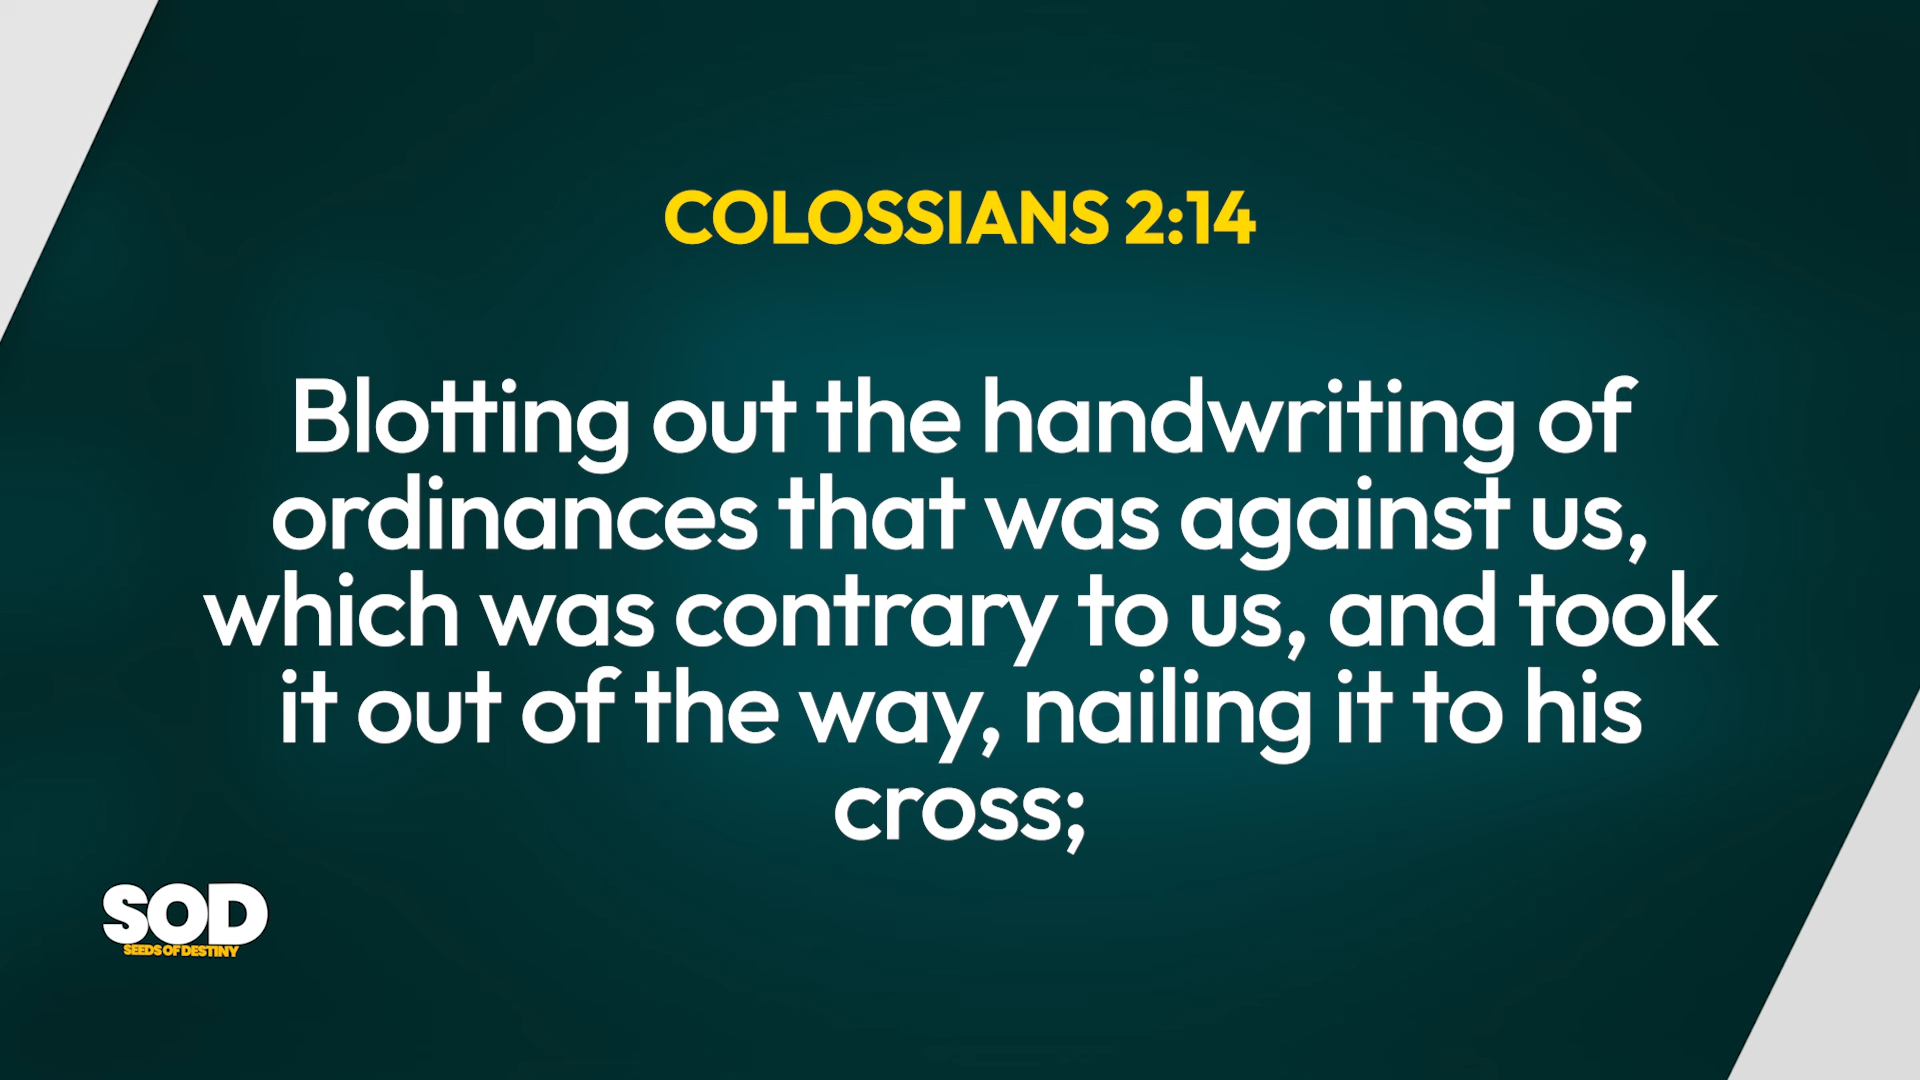 COLOSSIANS 2:14
Blotting out the handwriting of
ordinances that was against us,
which was contrary to us, and took
it out of the way, nailing it to his
cross;
SOD
SEEDS OF DESTINY